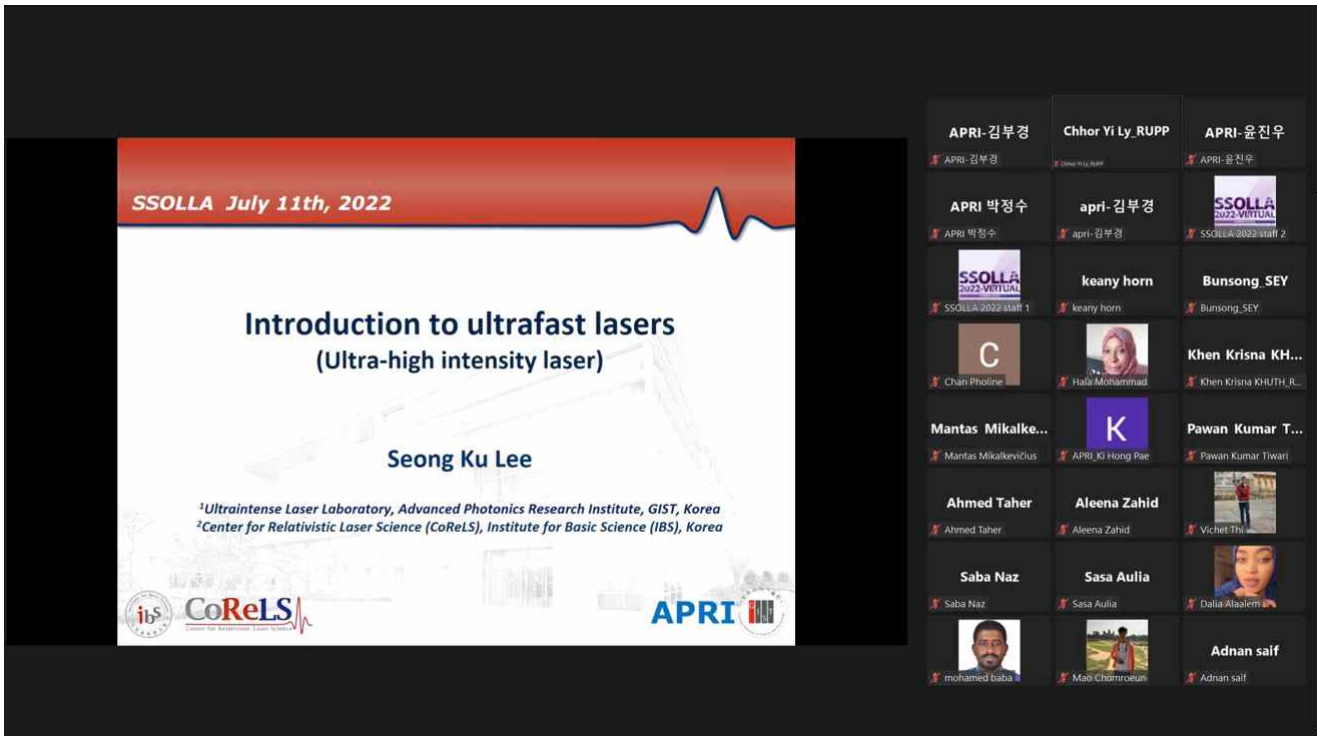 SSOLLA July 11th, 2022
Introduction to ultrafast lasers
(Ultra-high intensity laser)
Seong Ku Lee
¹Ultraintense Laser Laboratory, Advanced Photonics Research Institute, GIST, Korea
²Center for Relativistic Laser Science (CoReLS), Institute for Basic Science (IBS), Korea
ibs
CoReLS
Center for Relativistic Laser Science
APRI
APRI-김부경
APRI-김부경
Chhor Yi Ly_RUPP
Chhor Yi Ly_RUPP
APRI-윤진우
APRI-윤진우
APRI 박정수
APRI 박정수
apri-김부경
apri-김부경
SSOLLA
2022-VIRTUAL
SSOLLA 2022 staff 2
SSOLLA
2022-VIRTUAL
SSOLLA 2022 staff 1
keany horn
keany horn
Bunsong_SEY
Bunsong_SEY
C
Chan Pholine
Hala Mohammad
Khen Krisna KH...
Khen Krisna KHUTH_R...
Mantas Mikalke...
Mantas Mikalkevičius
K
APRI_Ki Hong Pae
Pawan Kumar T...
Pawan Kumar Tiwari
Ahmed Taher
Ahmed Taher
Aleena Zahid
Aleena Zahid
Vichet Thi
Saba Naz
Saba Naz
Sasa Aulia
Sasa Aulia
Dalia Alaalem
mohamed baba
Mao Chomroeun
Adnan saif
Adnan saif